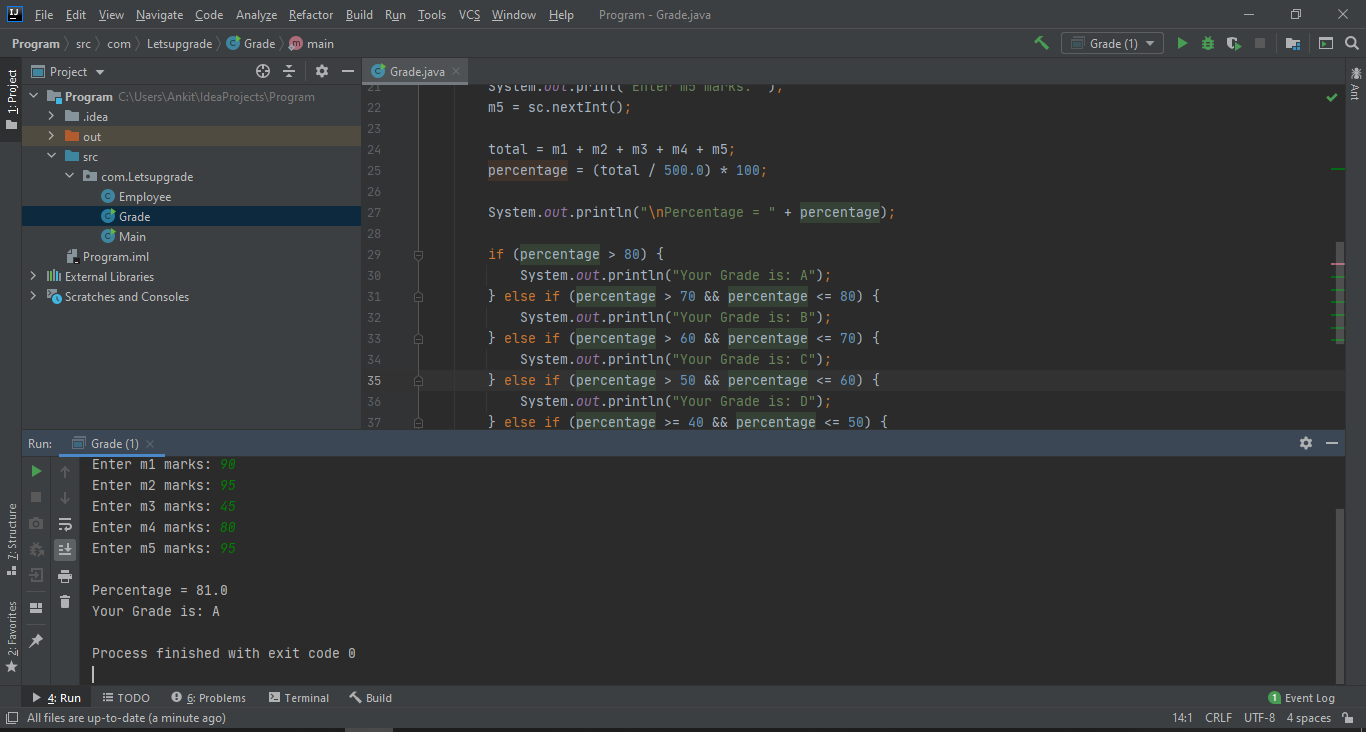 File Edit View Navigate Code Analyze Refactor Build Run Tools VCS Window Help Program - Grade.java
Program src com Letsupgrade Grade main Grade (1)
1: Project
Project
Grade.java
Ant
Program C:\Users\Ankit\IdeaProjects\Program
.idea
out
src
com.Letsupgrade
Employee
Grade
Main
Program.iml
External Libraries
Scratches and Consoles
21 System.out.print("Enter m5 marks: ");
22 m5 = sc.nextInt();
23
24 total = m1 + m2 + m3 + m4 + m5;
25 percentage = (total / 500.0) * 100;
26
27 System.out.println("\nPercentage = " + percentage);
28
29 if (percentage > 80) {
30 System.out.println("Your Grade is: A");
31 } else if (percentage > 70 && percentage <= 80) {
32 System.out.println("Your Grade is: B");
33 } else if (percentage > 60 && percentage <= 70) {
34 System.out.println("Your Grade is: C");
35 } else if (percentage > 50 && percentage <= 60) {
36 System.out.println("Your Grade is: D");
37 } else if (percentage >= 40 && percentage <= 50) {
Run: Grade (1)
Enter m1 marks: 90
Enter m2 marks: 95
Enter m3 marks: 45
Enter m4 marks: 80
Enter m5 marks: 95
Percentage = 81.0
Your Grade is: A
Process finished with exit code 0
7: Structure
2: Favorites
4: Run TODO 6: Problems Terminal Build 1 Event Log
All files are up-to-date (a minute ago) 14:1 CRLF UTF-8 4 spaces